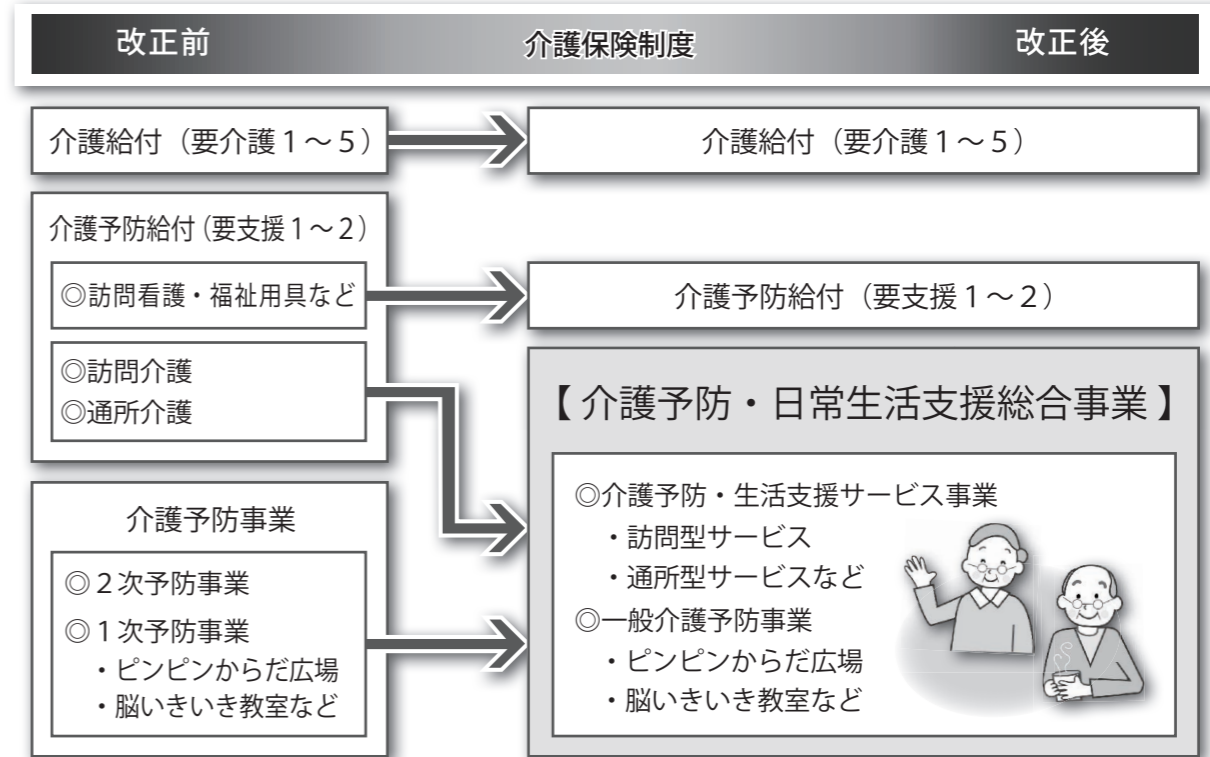 改正前
介護保険制度
改正後
介護給付（要介護１～５）
介護給付（要介護１～５）
介護予防給付（要支援１～２）
◎訪問看護・福祉用具など
介護予防給付（要支援１～２）
◎訪問介護
◎通所介護
【介護予防・日常生活支援総合事業】
◎介護予防・生活支援サービス事業
・訪問型サービス
・通所型サービスなど
◎一般介護予防事業
・ピンピンからだ広場
・脳いきいき教室など
介護予防事業
◎２次予防事業
◎１次予防事業
・ピンピンからだ広場
・脳いきいき教室など